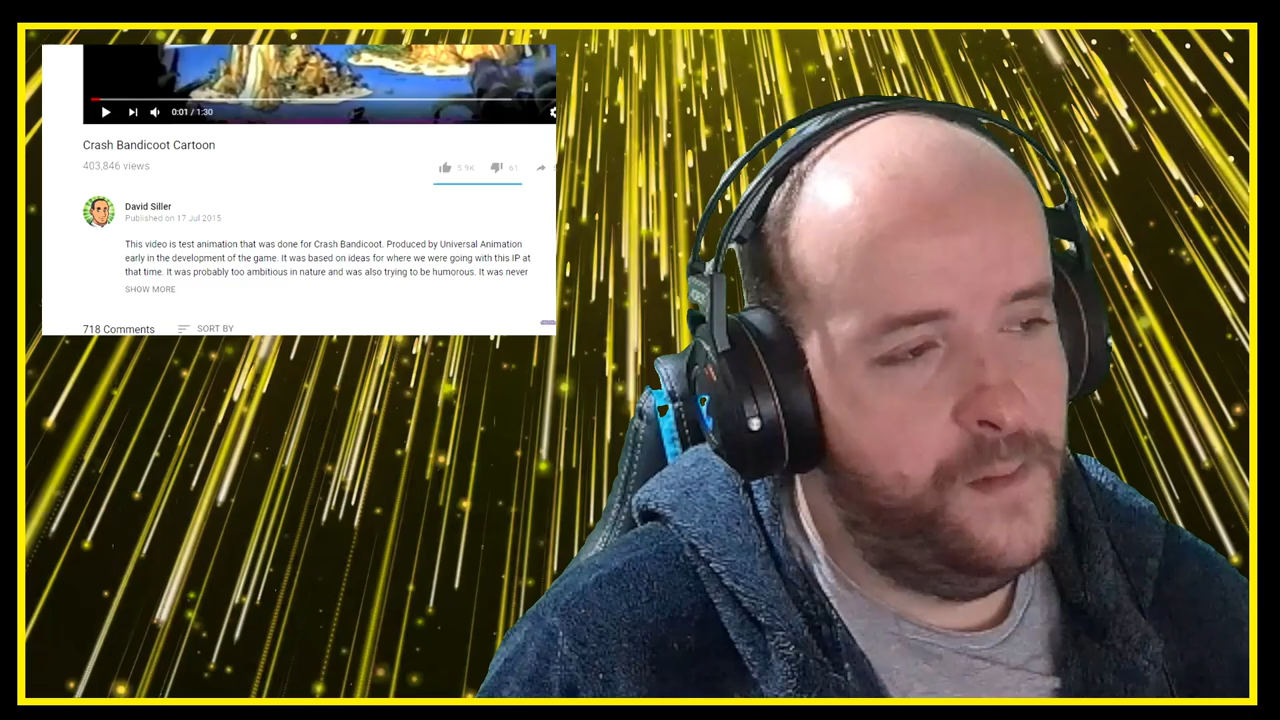 0:01 / 1:30
Crash Bandicoot Cartoon
403,846 views
5.9K 61
David Siller
Published on 17 Jul 2015
This video is test animation that was done for Crash Bandicoot. Produced by Universal Animation
early in the development of the game. It was based on ideas for where we were going with this IP at
that time. It was probably too ambitious in nature and was also trying to be humorous. It was never
SHOW MORE
718 Comments SORT BY